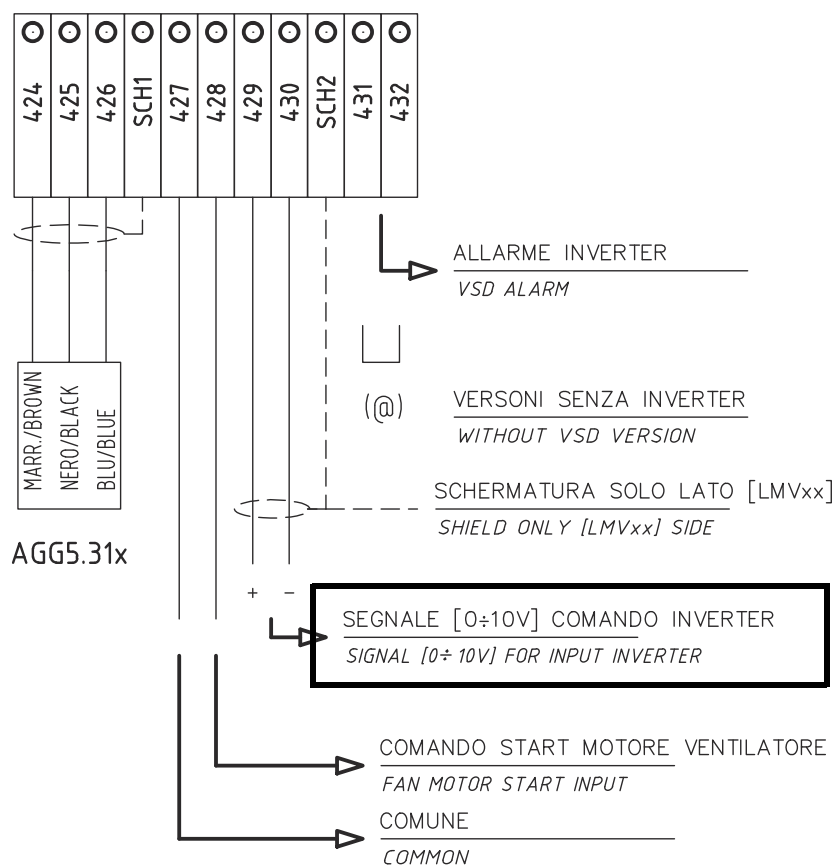 424 425 426 SCH1 427 428 429 430 SCH2 431 432
ALLARME INVERTER
VSD ALARM
(@) VERSONI SENZA INVERTER
WITHOUT VSD VERSION
MARR./BROWN
NERO/BLACK
BLU/BLUE
SCHERMATURA SOLO LATO [LMVxx]
SHIELD ONLY [LMVxx] SIDE
AGG5.31x
+ -
SEGNALE [0÷10V] COMANDO INVERTER
SIGNAL [0÷ 10V] FOR INPUT INVERTER
COMANDO START MOTORE VENTILATORE
FAN MOTOR START INPUT
COMUNE
COMMON